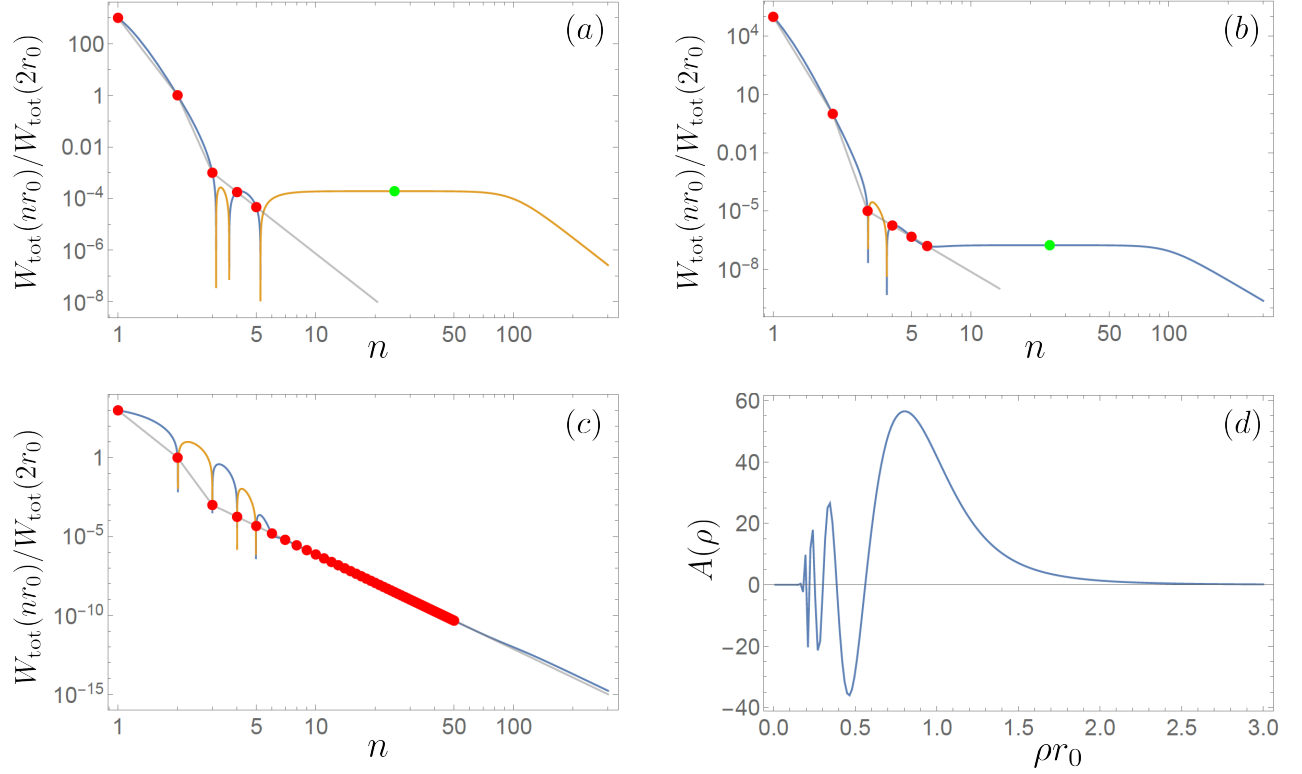 (a)
W_tot(nr_0)/W_tot(2r_0)
100
1
0.01
10^-4
10^-6
10^-8
1 5 10 50 100
n
(b)
W_tot(nr_0)/W_tot(2r_0)
10^4
10
0.01
10^-5
10^-8
1 5 10 50 100
n
(c)
W_tot(nr_0)/W_tot(2r_0)
1
10^-5
10^-10
10^-15
1 5 10 50 100
n
(d)
A(ρ)
60
40
20
0
−20
−40
0.0 0.5 1.0 1.5 2.0 2.5 3.0
ρr_0